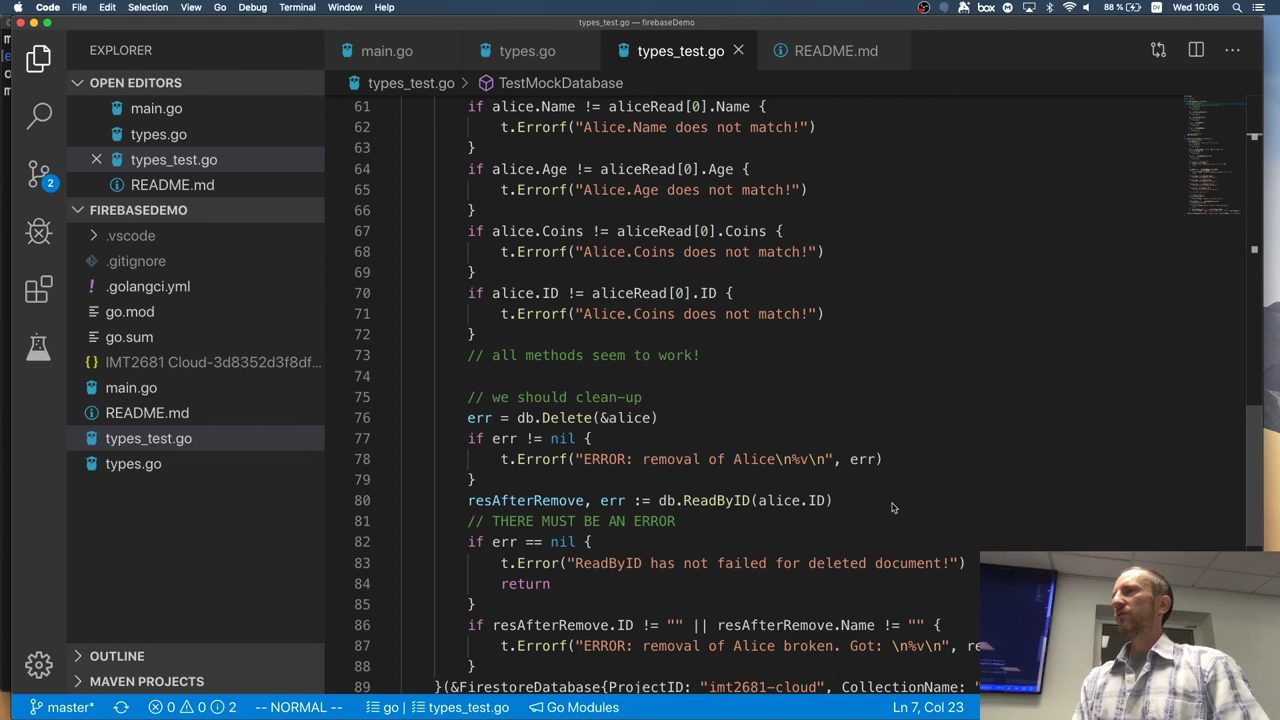 Code File Edit Selection View Go Debug Terminal Window Help
box
88 %
DV
Wed 10:06
types_test.go — firebaseDemo
EXPLORER
main.go
types.go
types_test.go
README.md
OPEN EDITORS
types_test.go > TestMockDatabase
main.go
types.go
types_test.go
README.md
2
FIREBASEDEMO
.vscode
.gitignore
.golangci.yml
go.mod
go.sum
IMT2681 Cloud-3d8352d3f8df...
main.go
README.md
types_test.go
types.go
OUTLINE
MAVEN PROJECTS
61 if alice.Name != aliceRead[0].Name {
62 t.Errorf("Alice.Name does not match!")
63 }
64 if alice.Age != aliceRead[0].Age {
65 t.Errorf("Alice.Age does not match!")
66 }
67 if alice.Coins != aliceRead[0].Coins {
68 t.Errorf("Alice.Coins does not match!")
69 }
70 if alice.ID != aliceRead[0].ID {
71 t.Errorf("Alice.Coins does not match!")
72 }
73 // all methods seem to work!
74
75 // we should clean-up
76 err = db.Delete(&alice)
77 if err != nil {
78 t.Errorf("ERROR: removal of Alice\n%v\n", err)
79 }
80 resAfterRemove, err := db.ReadByID(alice.ID)
81 // THERE MUST BE AN ERROR
82 if err == nil {
83 t.Error("ReadByID has not failed for deleted document!")
84 return
85 }
86 if resAfterRemove.ID != "" || resAfterRemove.Name != "" {
87 t.Errorf("ERROR: removal of Alice broken. Got: \n%v\n", re
88 }
89 }(&FirestoreDatabase{ProjectID: "imt2681-cloud", CollectionName: "
master* 0 0 2 -- NORMAL -- go | types_test.go Go Modules Ln 7, Col 23